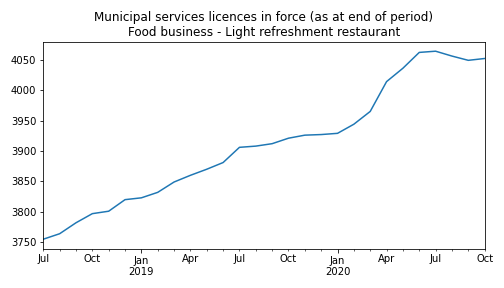 Municipal services licences in force (as at end of period)
Food business - Light refreshment restaurant
4050
4000
3950
3900
3850
3800
3750
Jul Oct Jan Apr Jul Oct Jan Apr Jul Oct
2019 2020